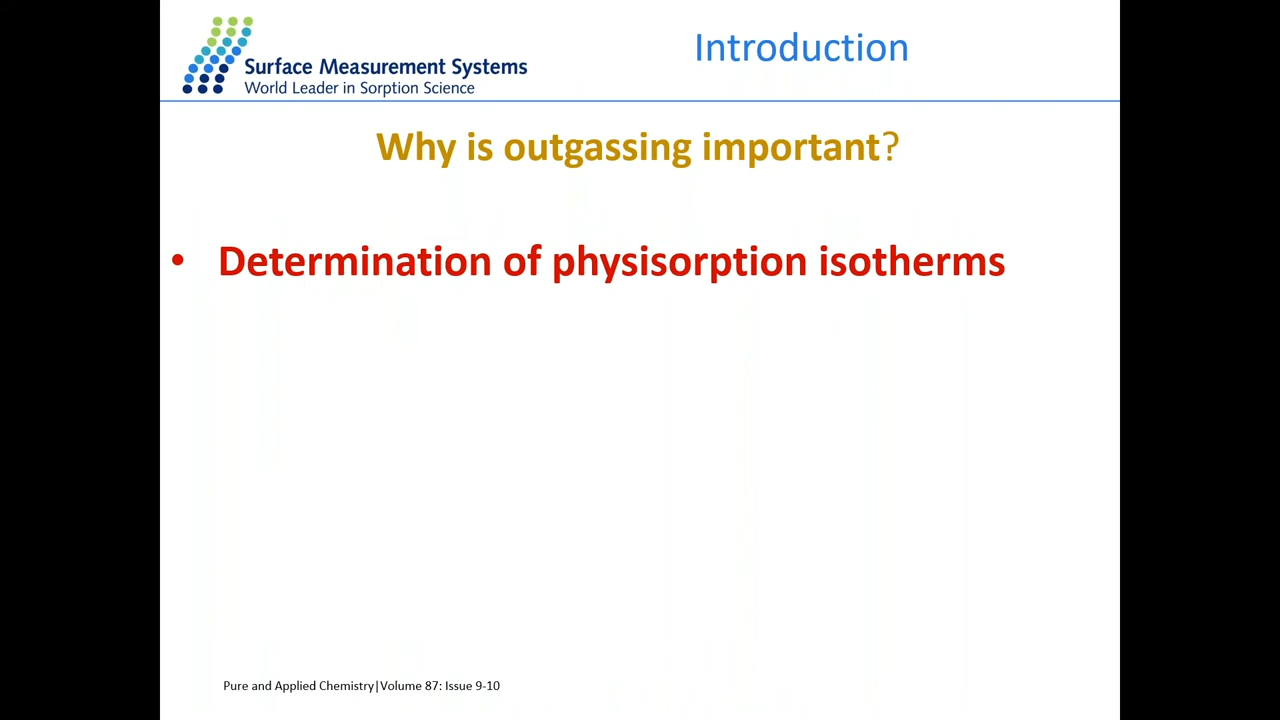 Surface Measurement Systems
World Leader in Sorption Science
Introduction
Why is outgassing important?
• Determination of physisorption isotherms
Pure and Applied Chemistry|Volume 87: Issue 9-10